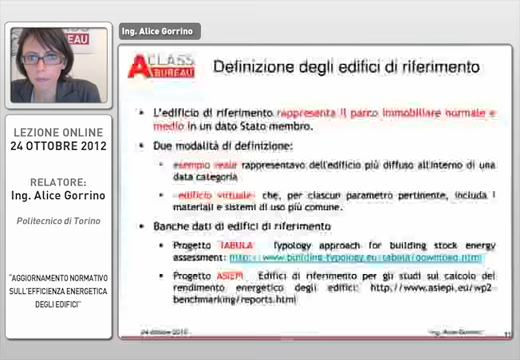 Ing. Alice Gorrino
LEZIONE ONLINE
24 OTTOBRE 2012
RELATORE:
Ing. Alice Gorrino
Politecnico di Torino
"AGGIORNAMENTO NORMATIVO
SULL'EFFICIENZA ENERGETICA
DEGLI EDIFICI"
ACLASS
BUREAU
Definizione degli edifici di riferimento
• L'edificio di riferimento rappresenta il parco immobiliare normale e
medio in un dato Stato membro.
• Due modalità di definizione:
• esempio reale rappresentavo dell'edificio più diffuso all'interno di una
data categoria
• edificio virtuale che, per ciascun parametro pertinente, includa i
materiali e sistemi di uso più comune.
• Banche dati di edifici di riferimento
• Progetto TABULA Typology approach for building stock energy
assessment: http://www.building-typology.eu/tabula/download.html
• Progetto ASIEPI Edifici di riferimento per gli studi sul calcolo del
rendimento energetico degli edifici: http://www.asiepi.eu/wp2
benchmarking/reports.html
24 ottobre 2012
Ing. Alice Gorrino